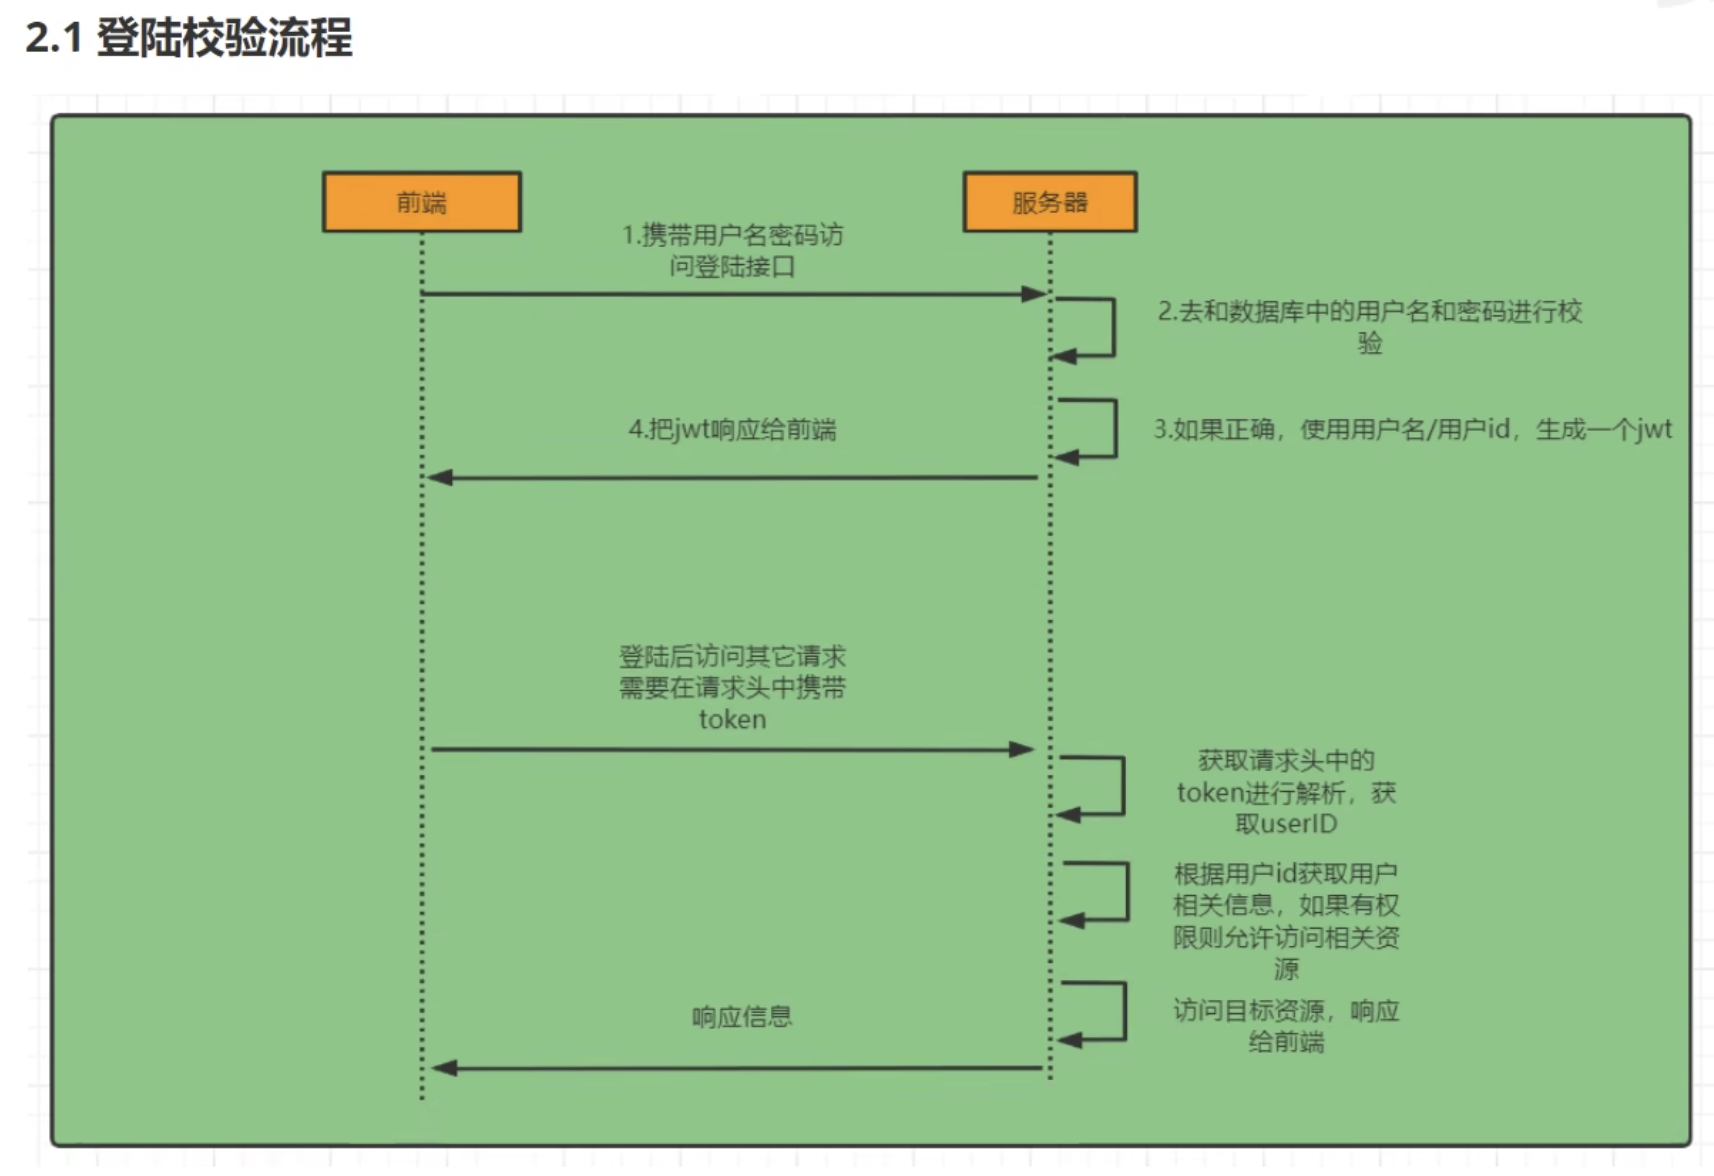 2.1 登陆校验流程
前端
服务器
1.携带用户名密码访
问登陆接口
2.去和数据库中的用户名和密码进行校
验
3.如果正确，使用用户名/用户id，生成一个jwt
4.把jwt响应给前端
登陆后访问其它请求
需要在请求头中携带
token
获取请求头中的
token进行解析，获
取userID
根据用户id获取用户
相关信息，如果有权
限则允许访问相关资
源
访问目标资源，响应
给前端
响应信息